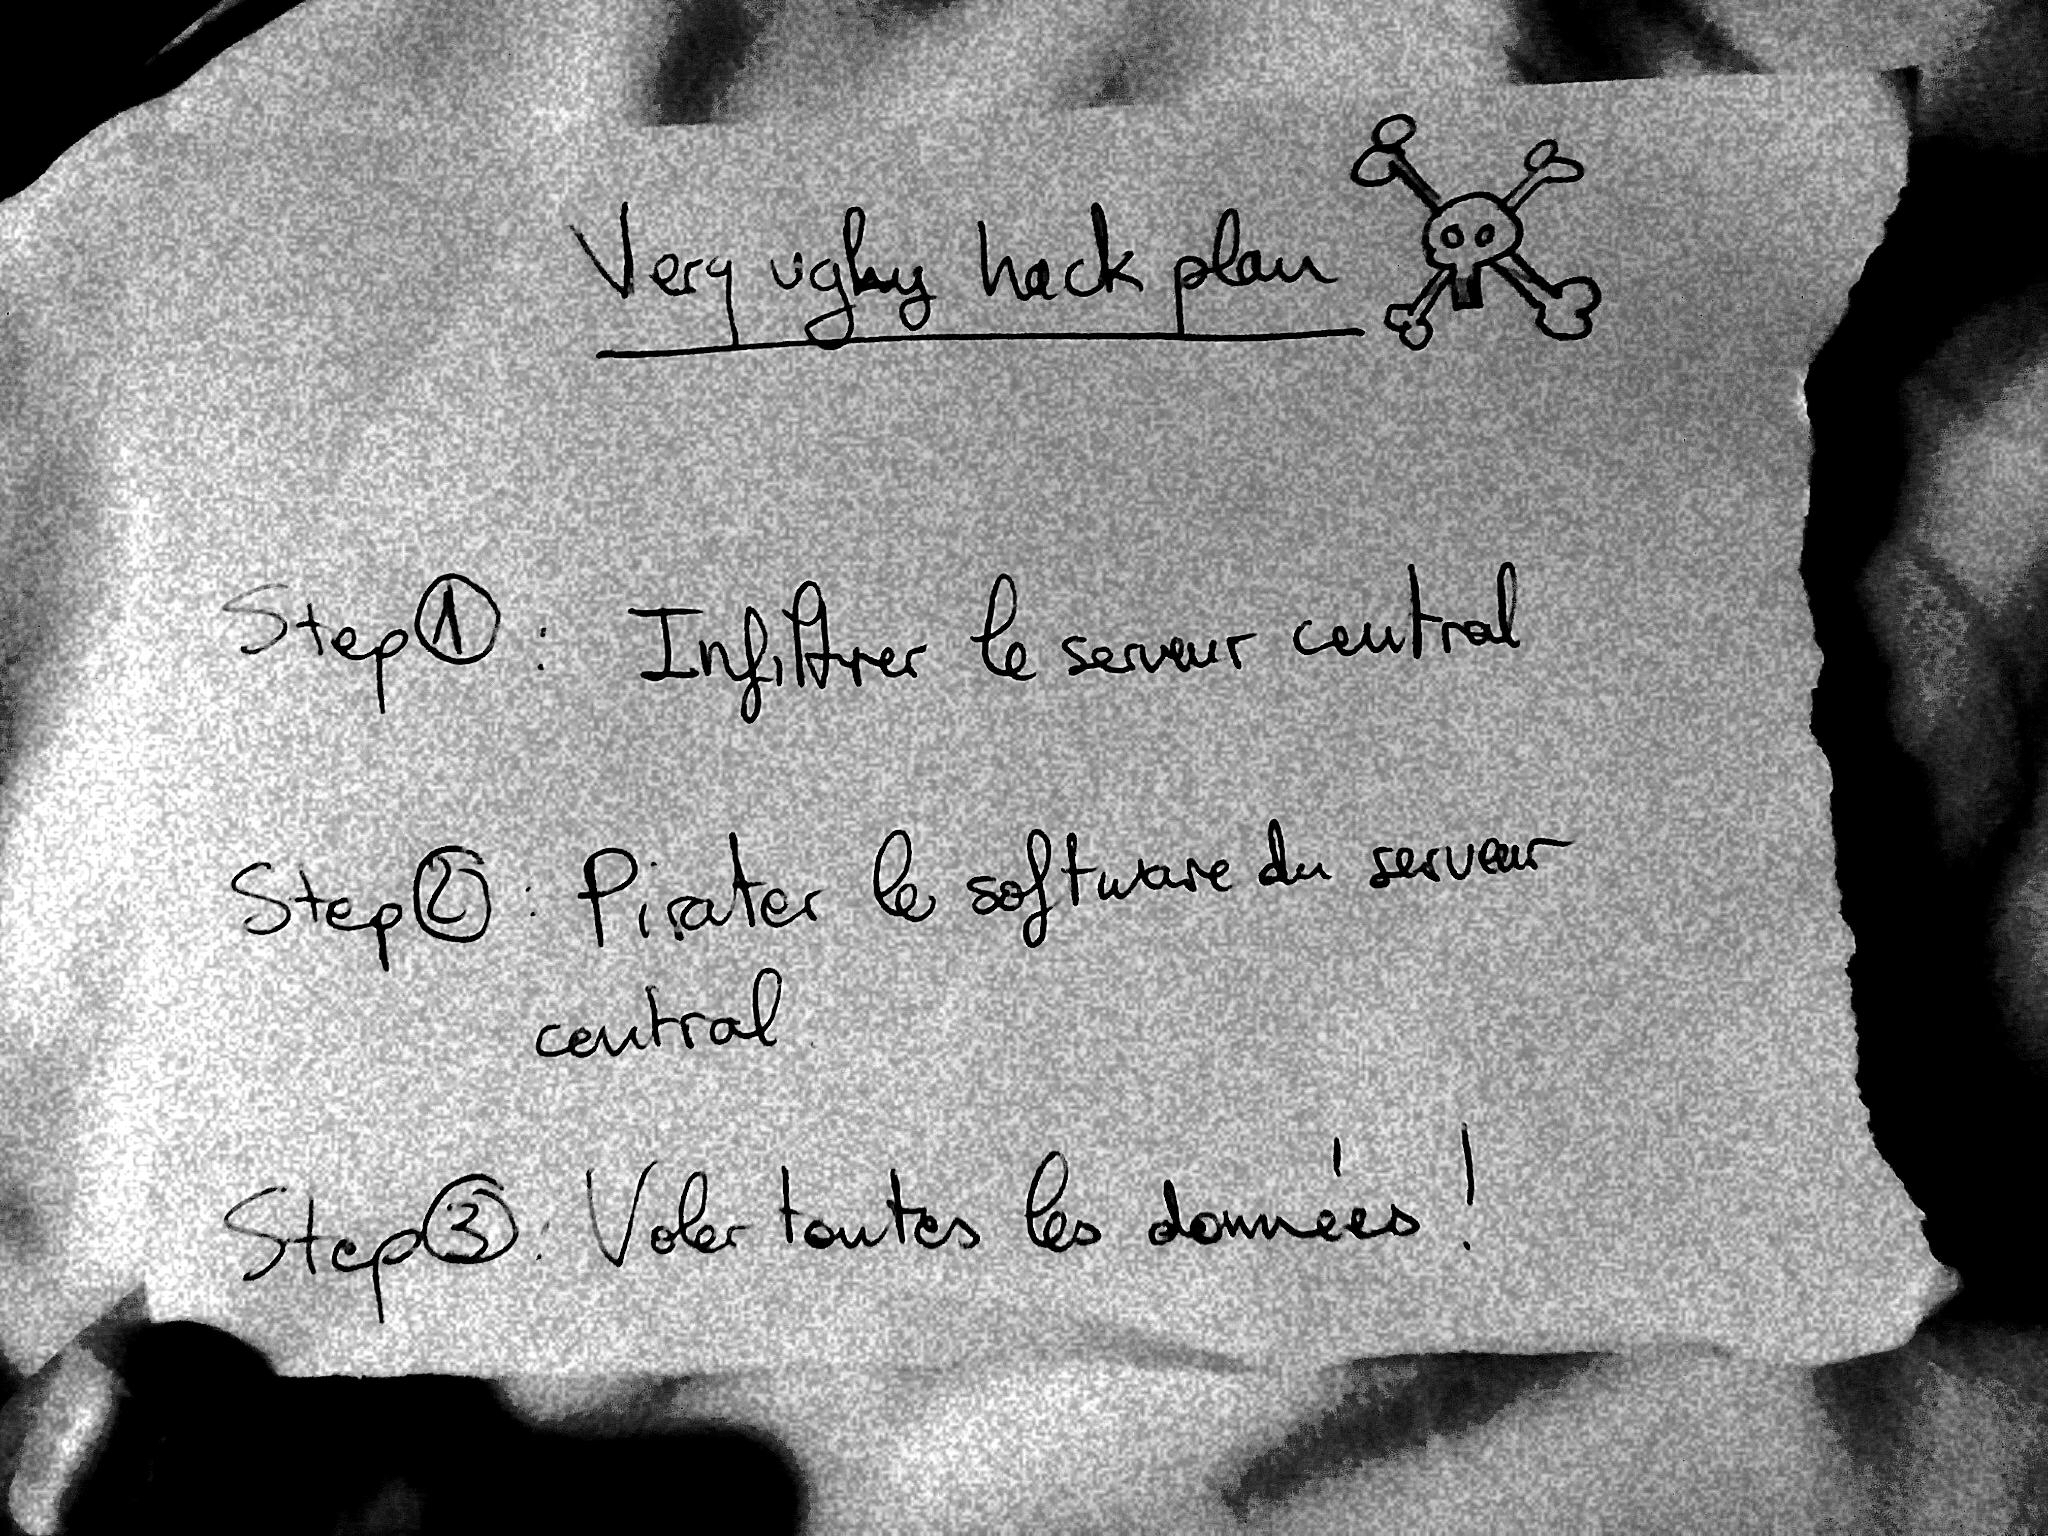 Very ugly hack plan
Step 1 : Infiltrer le serveur central
Step 2 : Pirater le software du serveur
central
Step 3 : Voler toutes les données !